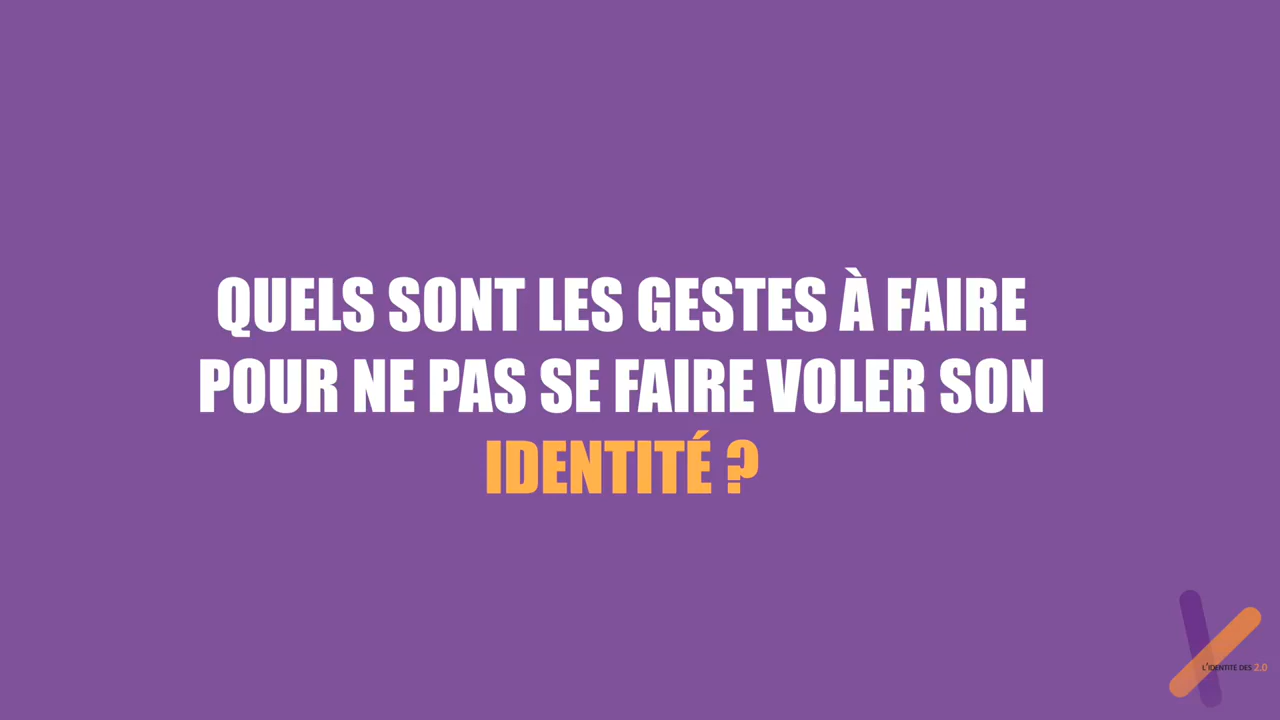 QUELS SONT LES GESTES À FAIRE
POUR NE PAS SE FAIRE VOLER SON
IDENTITÉ ?
L'IDENTITÉ DES 2.0